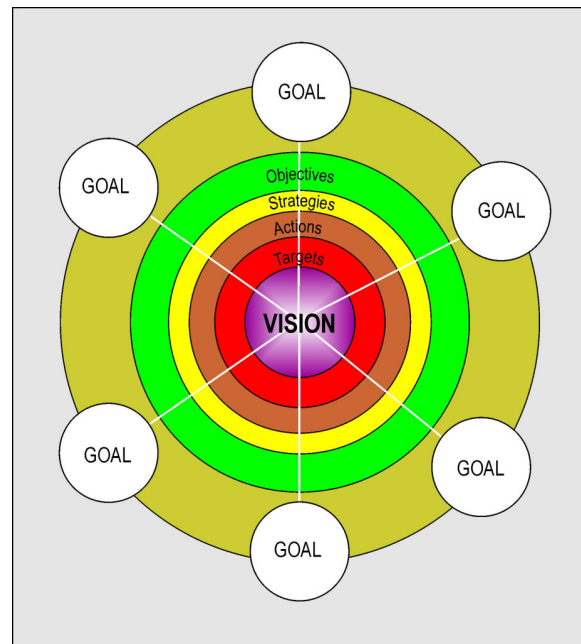 GOAL
GOAL
GOAL
Objectives
Strategies
Actions
Targets
VISION
GOAL
GOAL
GOAL